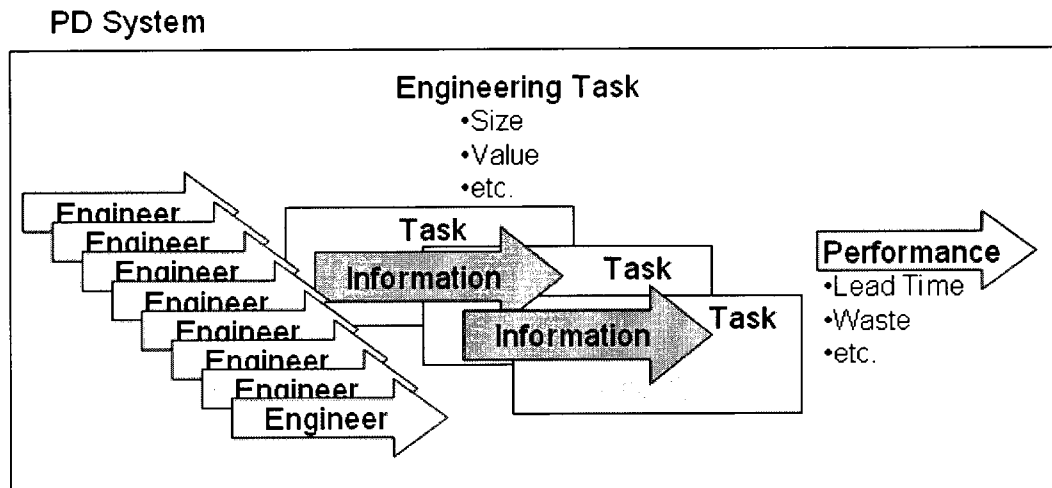 PD System
Engineering Task
•Size
•Value
•etc.
Engineer
Engineer
Engineer
Engineer
Engineer
Engineer
Engineer
Engineer
Task
Information
Task
Information
Task
Performance
•Lead Time
•Waste
•etc.